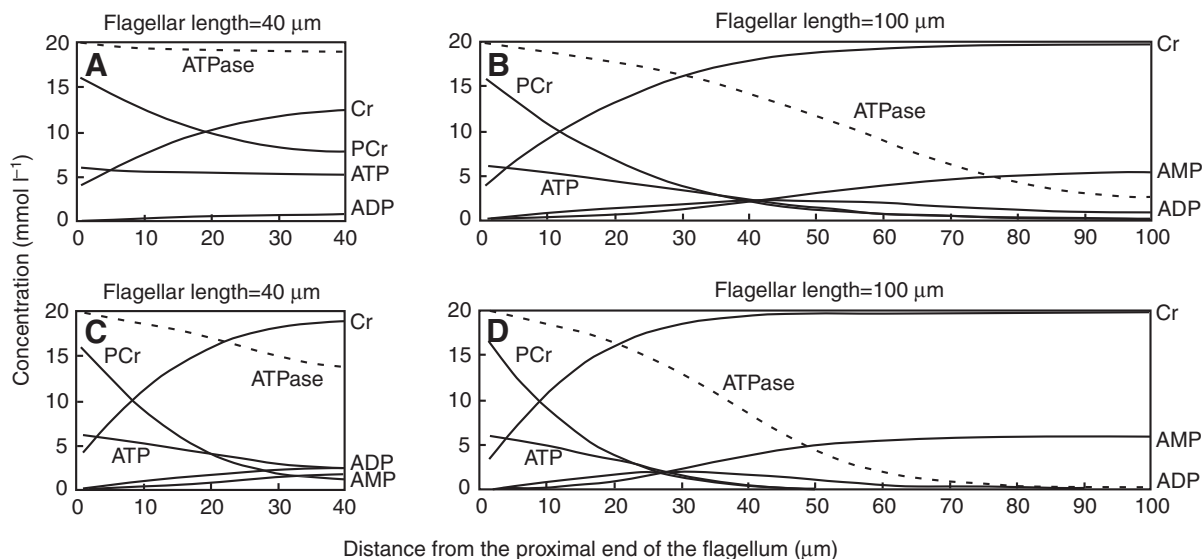 Flagellar length=40 μm
Flagellar length=100 μm
20
15
10
5
0
A
ATPase
Cr
PCr
ATP
ADP
0 10 20 30 40
20
15
10
5
0
B
PCr
ATP
ATPase
Cr
AMP
ADP
0 10 20 30 40 50 60 70 80 90 100
Concentration (mmol l–1)
Flagellar length=40 μm
Flagellar length=100 μm
20
15
10
5
0
C
PCr
ATP
ATPase
Cr
ADP
AMP
0 10 20 30 40
20
15
10
5
0
D
PCr
ATP
ATPase
Cr
AMP
ADP
0 10 20 30 40 50 60 70 80 90 100
Distance from the proximal end of the flagellum (μm)